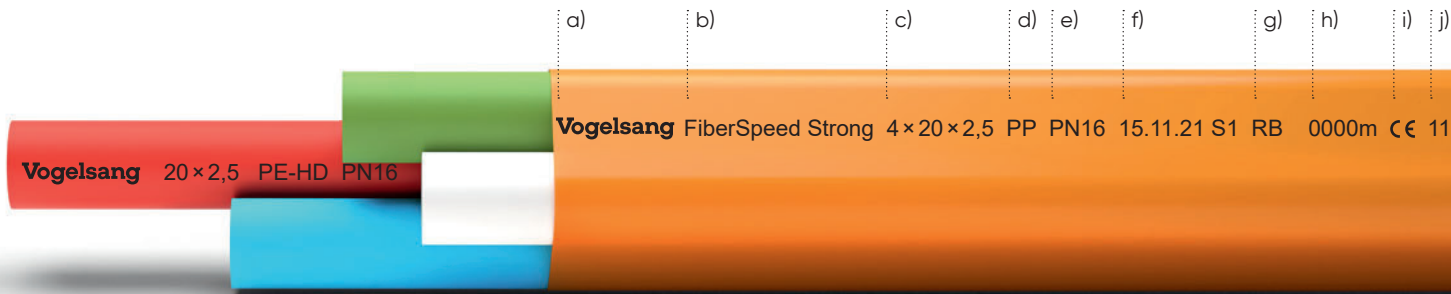 a) b) c) d) e) f) g) h) i) j)
Vogelsang FiberSpeed Strong 4×20×2,5 PP PN16 15.11.21 S1 RB 0000m CE 11
Vogelsang 20×2,5 PE-HD PN16